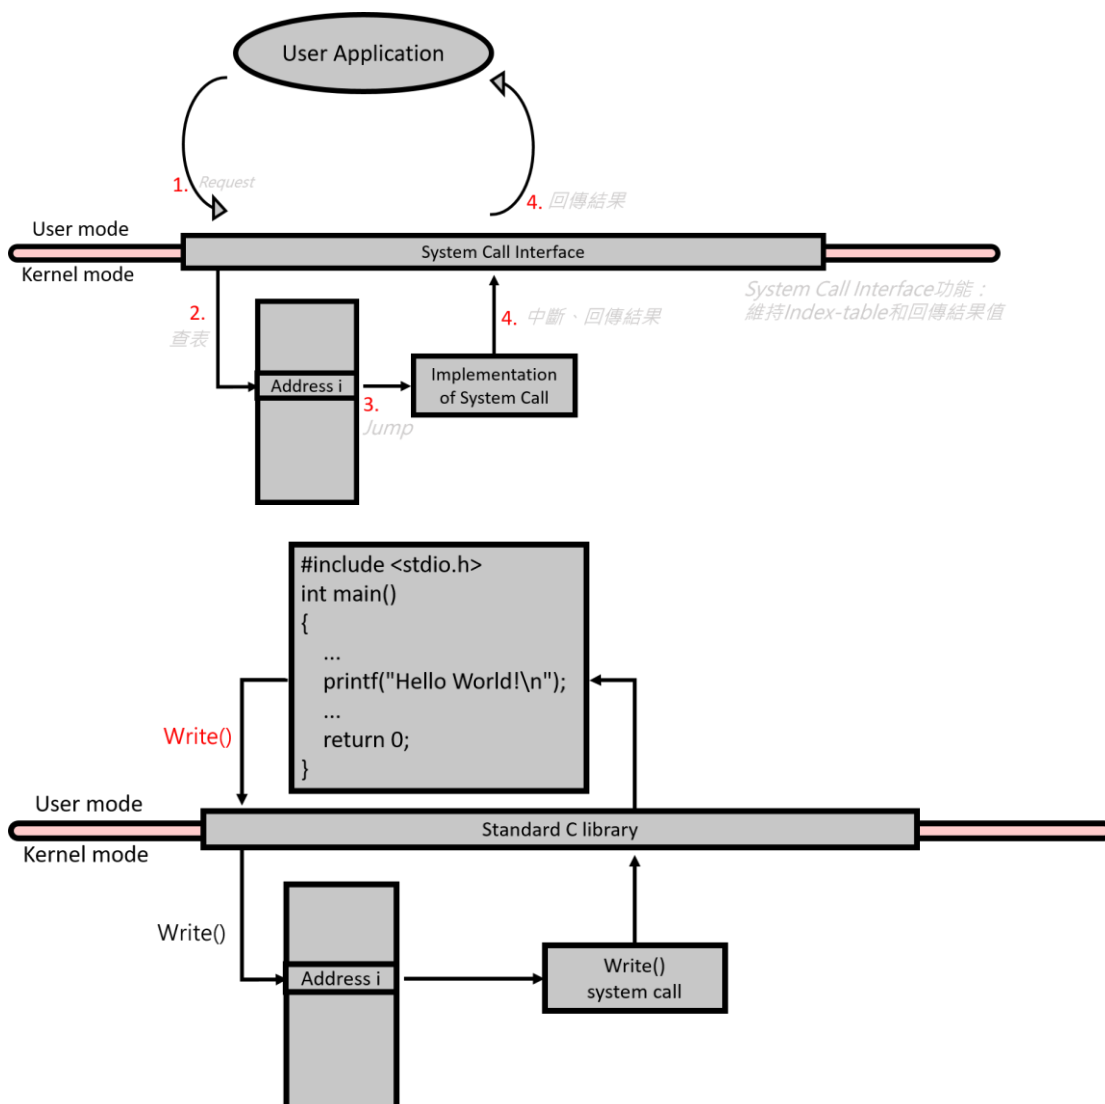 User Application
1. Request
4. 回傳結果
User mode
System Call Interface
Kernel mode
2.
查表
4. 中斷、回傳結果
System Call Interface功能：
維持Index-table和回傳結果值
Address i
3.
Jump
Implementation
of System Call
#include <stdio.h>
int main()
{
...
printf("Hello World!\n");
...
return 0;
}
Write()
User mode
Standard C library
Kernel mode
Write()
Address i
Write()
system call